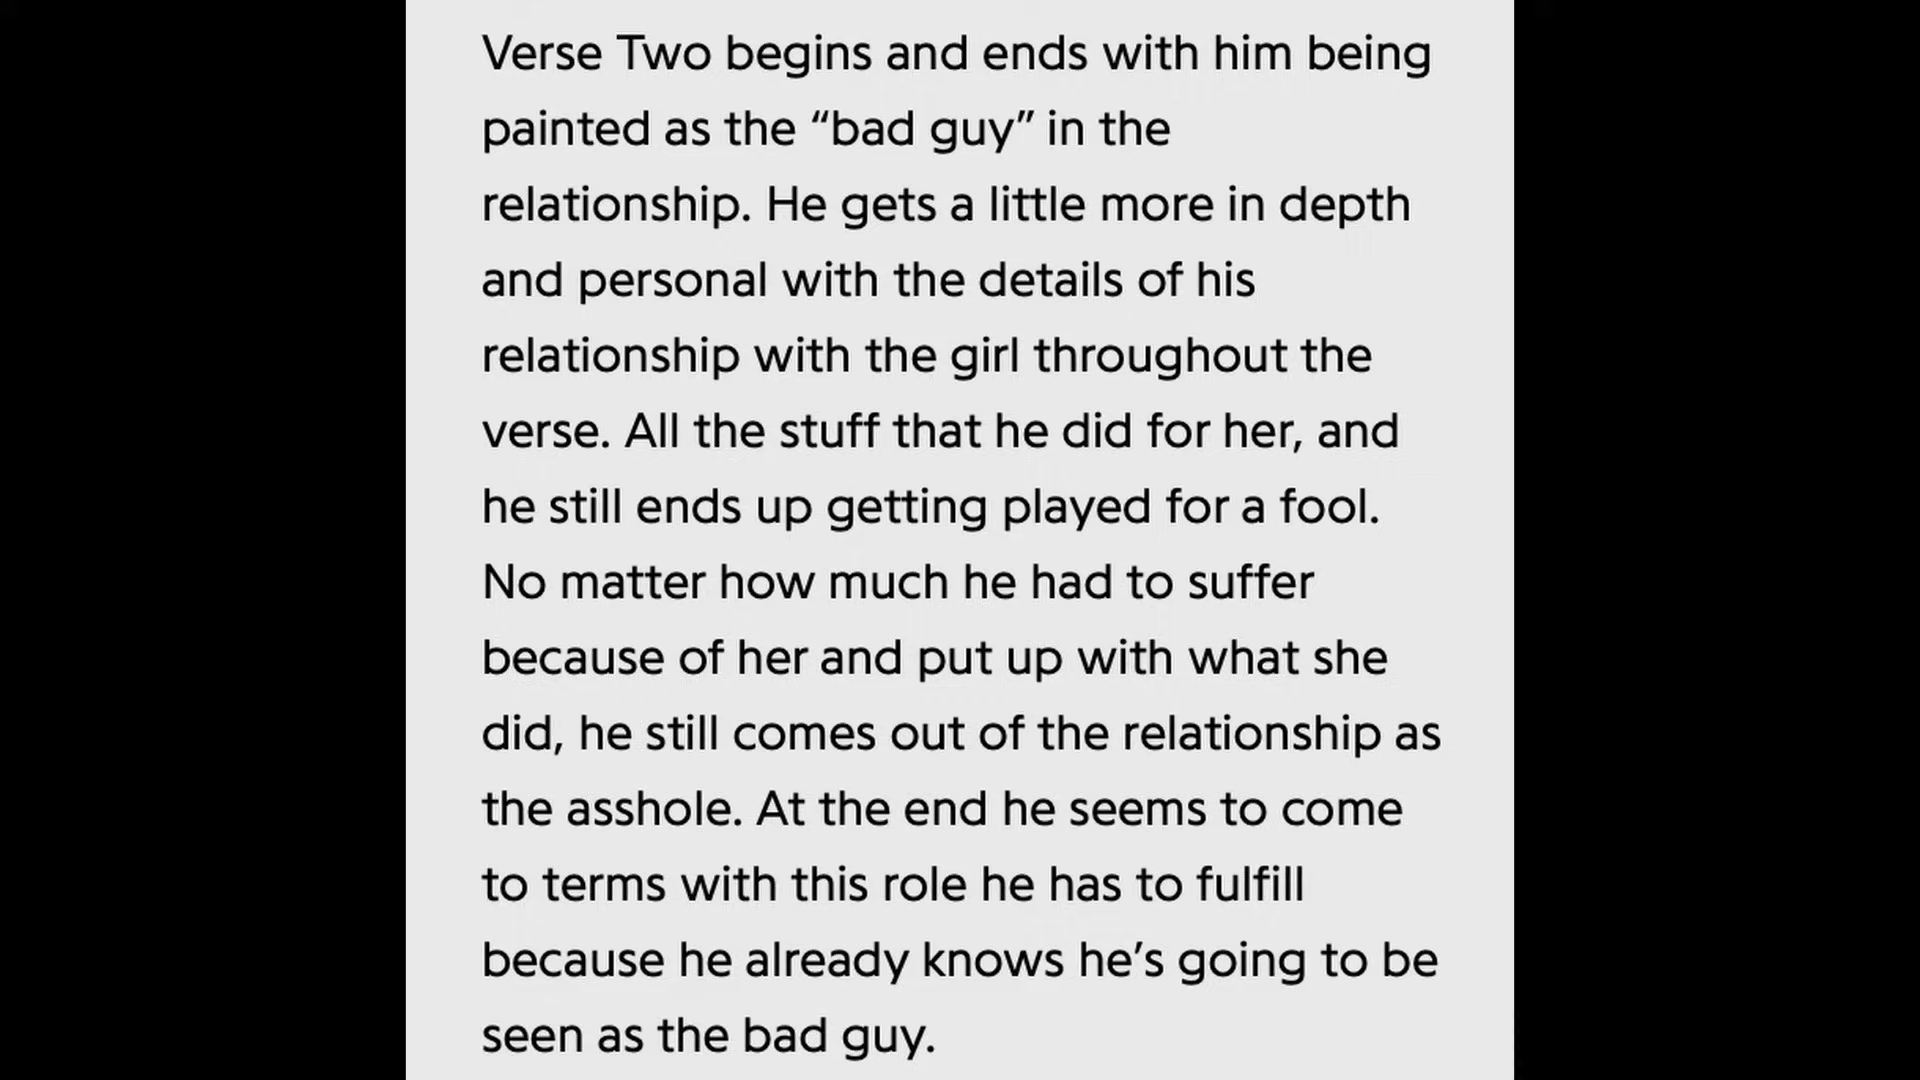 Verse Two begins and ends with him being
painted as the “bad guy” in the
relationship. He gets a little more in depth
and personal with the details of his
relationship with the girl throughout the
verse. All the stuff that he did for her, and
he still ends up getting played for a fool.
No matter how much he had to suffer
because of her and put up with what she
did, he still comes out of the relationship as
the asshole. At the end he seems to come
to terms with this role he has to fulfill
because he already knows he’s going to be
seen as the bad guy.